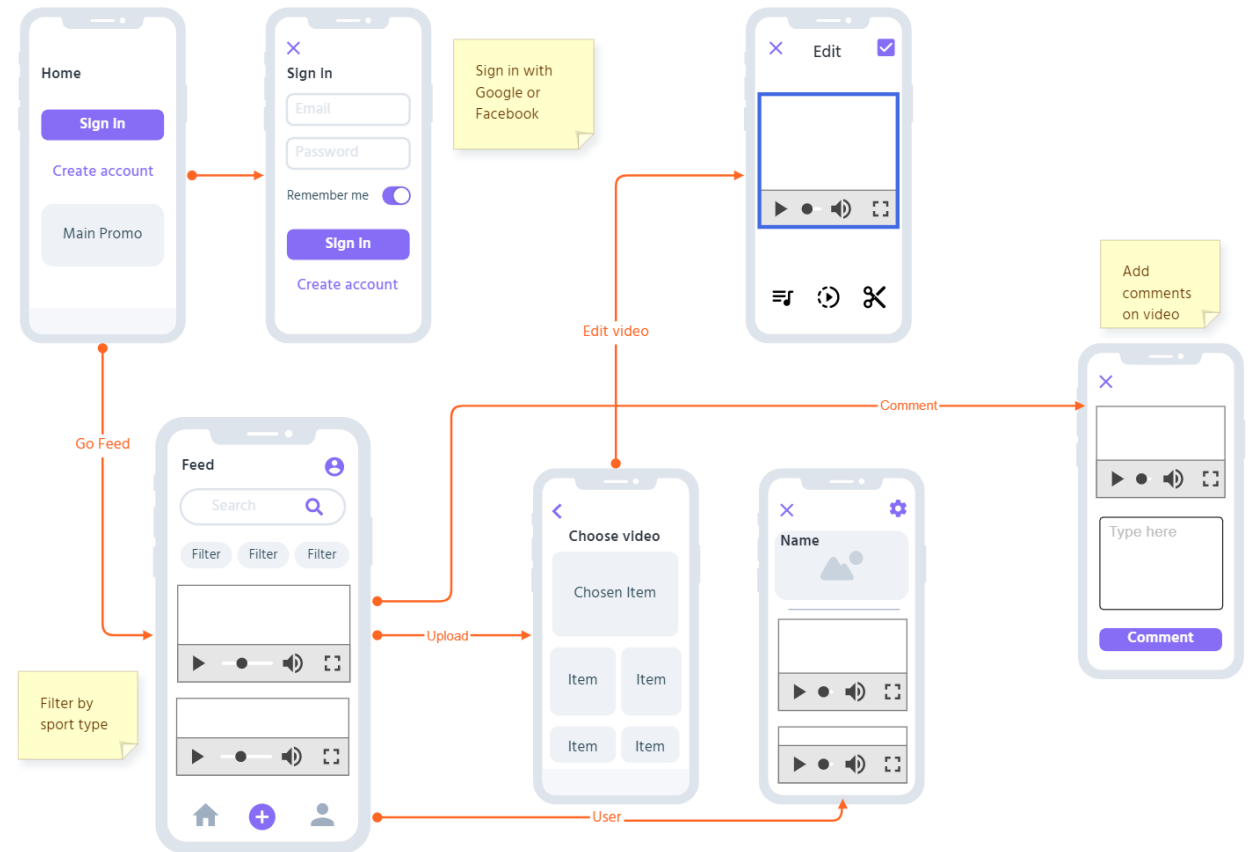 Home
Sign In
Create account
Main Promo
Sign In
Email
Password
Remember me
Sign In
Create account
Sign in with
Google or
Facebook
Edit
Edit video
Add
comments
on video
Comment
Type here
Comment
Go Feed
Feed
Search
Filter
Filter
Filter
Filter by
sport type
Upload
Choose video
Chosen Item
Item
Item
Item
Item
Name
User